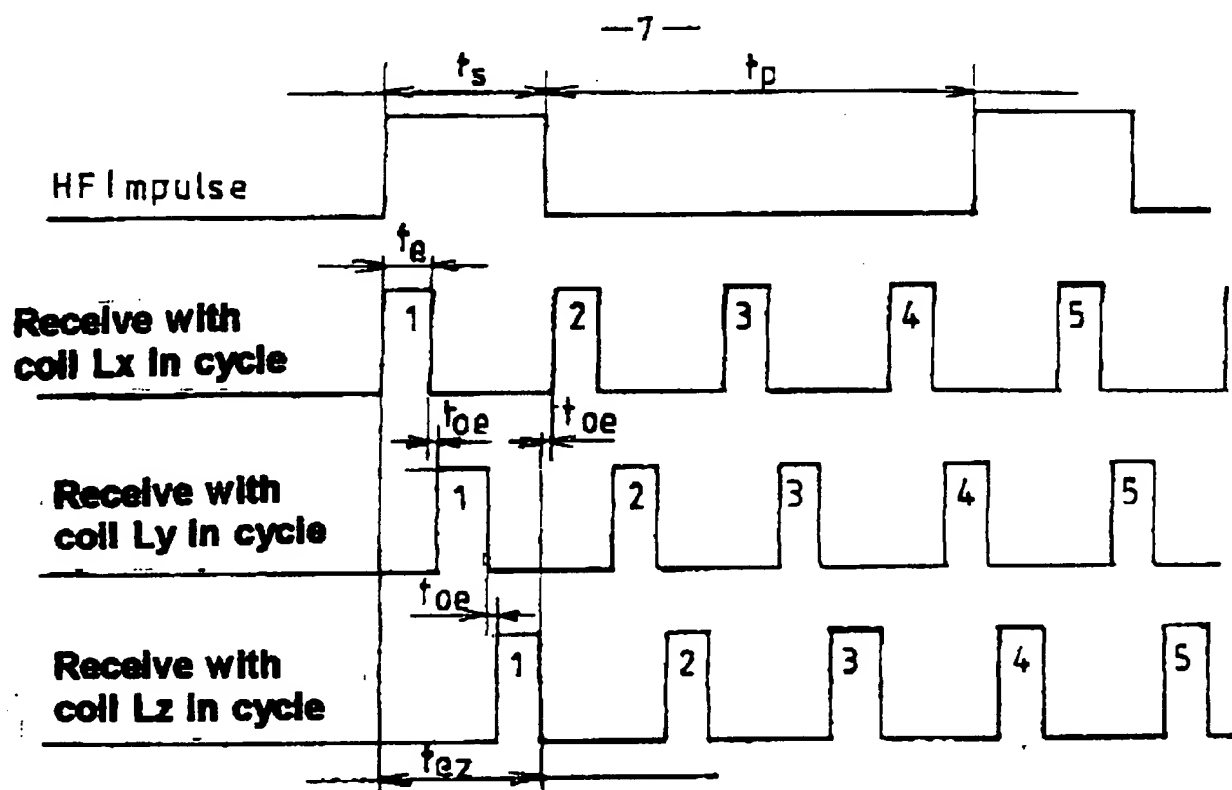 —7—
ts
tp
HF Impulse
te
Receive with
coil Lx in cycle
1 2 3 4 5
toe toe
Receive with
coil Ly in cycle
1 2 3 4 5
toe
Receive with
coil Lz in cycle
1 2 3 4 5
tez